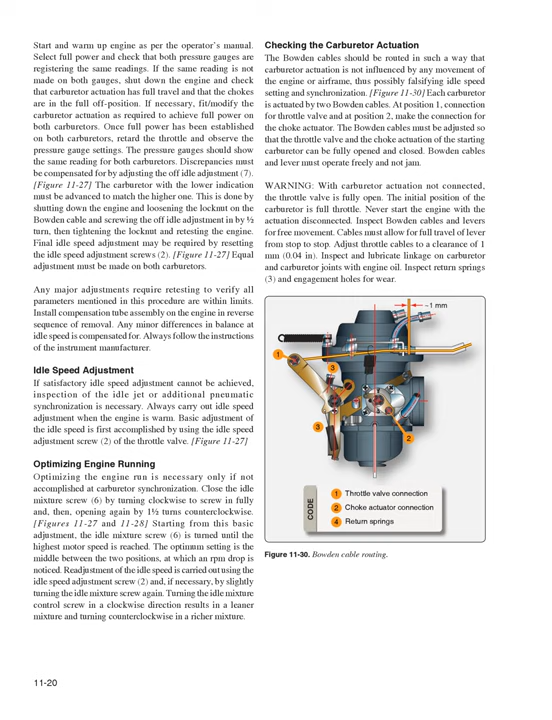 Start and warm up engine as per the operator's manual.
Select full power and check that both pressure gauges are
registering the same readings. If the same reading is not
made on both gauges, shut down the engine and check
that carburetor actuation has full travel and that the chokes
are in the full off-position. If necessary, fit/modify the
carburetor actuation as required to achieve full power on
both carburetors. Once full power has been established
on both carburetors, retard the throttle and observe the
pressure gauge settings. The pressure gauges should show
the same reading for both carburetors. Discrepancies must
be compensated for by adjusting the off idle adjustment (7).
[Figure 11-27] The carburetor with the lower indication
must be advanced to match the higher one. This is done by
shutting down the engine and loosening the locknut on the
Bowden cable and screwing the off idle adjustment in by ½
turn, then tightening the locknut and retesting the engine.
Final idle speed adjustment may be required by resetting
the idle speed adjustment screws (2). [Figure 11-27] Equal
adjustment must be made on both carburetors.
Any major adjustments require retesting to verify all
parameters mentioned in this procedure are within limits.
Install compensation tube assembly on the engine in reverse
sequence of removal. Any minor differences in balance at
idle speed is compensated for. Always follow the instructions
of the instrument manufacturer.
Idle Speed Adjustment
If satisfactory idle speed adjustment cannot be achieved,
inspection of the idle jet or additional pneumatic
synchronization is necessary. Always carry out idle speed
adjustment when the engine is warm. Basic adjustment of
the idle speed is first accomplished by using the idle speed
adjustment screw (2) of the throttle valve. [Figure 11-27]
Optimizing Engine Running
Optimizing the engine run is necessary only if not
accomplished at carburetor synchronization. Close the idle
mixture screw (6) by turning clockwise to screw in fully
and, then, opening again by 1½ turns counterclockwise.
[Figures 11-27 and 11-28] Starting from this basic
adjustment, the idle mixture screw (6) is turned until the
highest motor speed is reached. The optimum setting is the
middle between the two positions, at which an rpm drop is
noticed. Readjustment of the idle speed is carried out using the
idle speed adjustment screw (2) and, if necessary, by slightly
turning the idle mixture screw again. Turning the idle mixture
control screw in a clockwise direction results in a leaner
mixture and turning counterclockwise in a richer mixture.
Checking the Carburetor Actuation
The Bowden cables should be routed in such a way that
carburetor actuation is not influenced by any movement of
the engine or airframe, thus possibly falsifying idle speed
setting and synchronization. [Figure 11-30] Each carburetor
is actuated by two Bowden cables. At position 1, connection
for throttle valve and at position 2, make the connection for
the choke actuator. The Bowden cables must be adjusted so
that the throttle valve and the choke actuation of the starting
carburetor can be fully opened and closed. Bowden cables
and lever must operate freely and not jam.
WARNING: With carburetor actuation not connected,
the throttle valve is fully open. The initial position of the
carburetor is full throttle. Never start the engine with the
actuation disconnected. Inspect Bowden cables and levers
for free movement. Cables must allow for full travel of lever
from stop to stop. Adjust throttle cables to a clearance of 1
mm (0.04 in). Inspect and lubricate linkage on carburetor
and carburetor joints with engine oil. Inspect return springs
(3) and engagement holes for wear.
~1 mm
1
3
3
2
CODE
1 Throttle valve connection
2 Choke actuator connection
4 Return springs
Figure 11-30. Bowden cable routing.
11-20